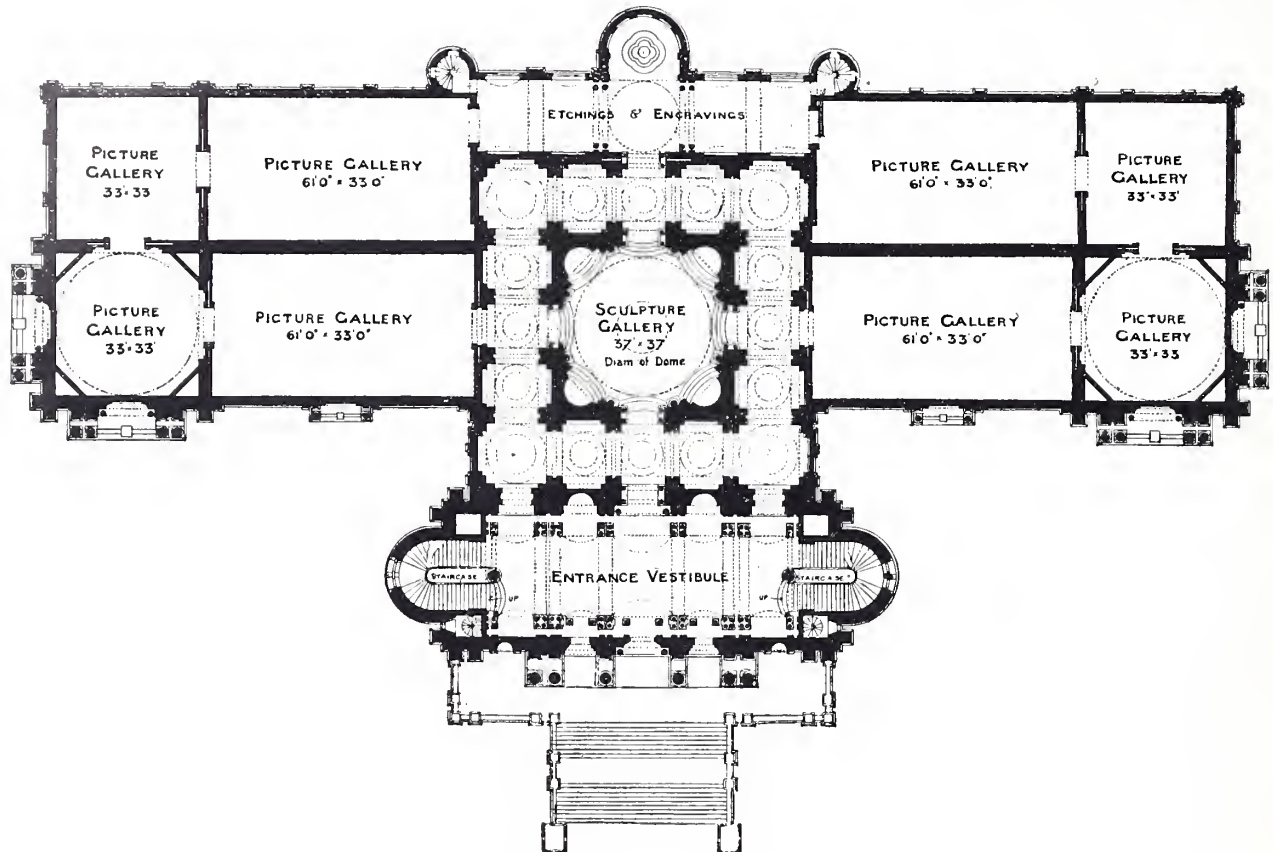 ETCHINGS & ENGRAVINGS
PICTURE
GALLERY
33'×33
PICTURE GALLERY
61'0" × 33'0"
PICTURE GALLERY
61'0" × 33'0"
PICTURE
GALLERY
33'×33'
PICTURE
GALLERY
33'×33'
PICTURE GALLERY
61'0" × 33'0"
SCULPTURE
GALLERY
37'×37'
Diam of Dome
PICTURE GALLERY
61'0" × 33'0"
PICTURE
GALLERY
33'×33
STAIRCASE
UP
ENTRANCE VESTIBULE
UP
STAIRCASE